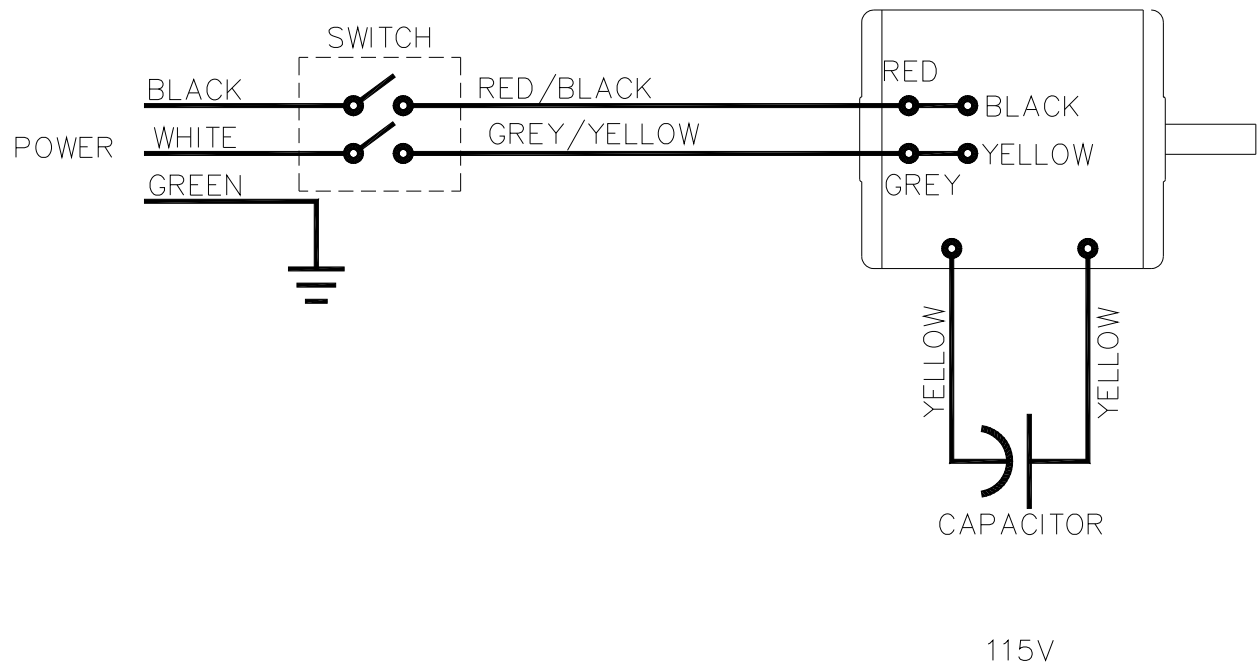 SWITCH
RED
BLACK
RED/BLACK
BLACK
WHITE
GREY/YELLOW
POWER
YELLOW
GREEN
GREY
YELLOW
YELLOW
CAPACITOR
115V